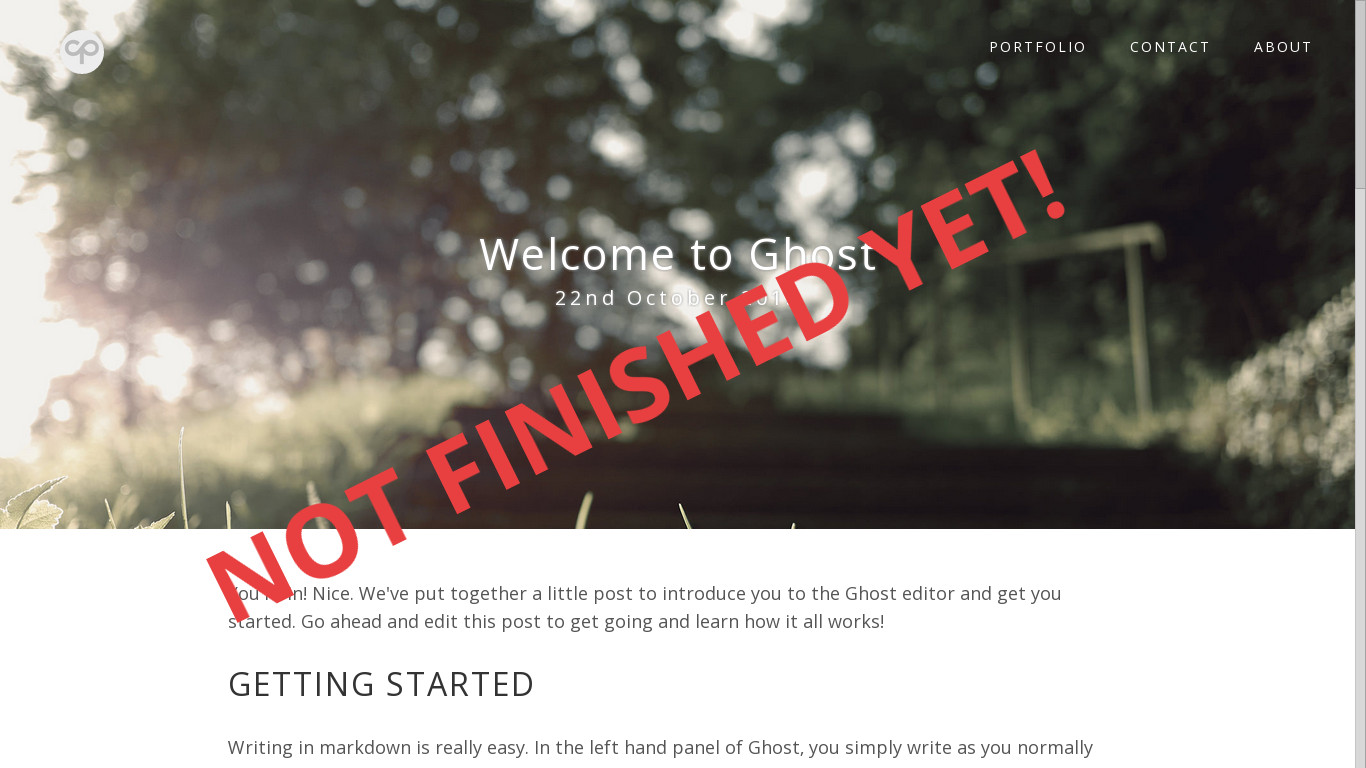 PORTFOLIO CONTACT ABOUT
Welcome to Ghost
22nd October
NOT FINISHED YET!
in! Nice. We've put together a little post to introduce you to the Ghost editor and get you
started. Go ahead and edit this post to get going and learn how it all works!
GETTING STARTED
Writing in markdown is really easy. In the left hand panel of Ghost, you simply write as you normally